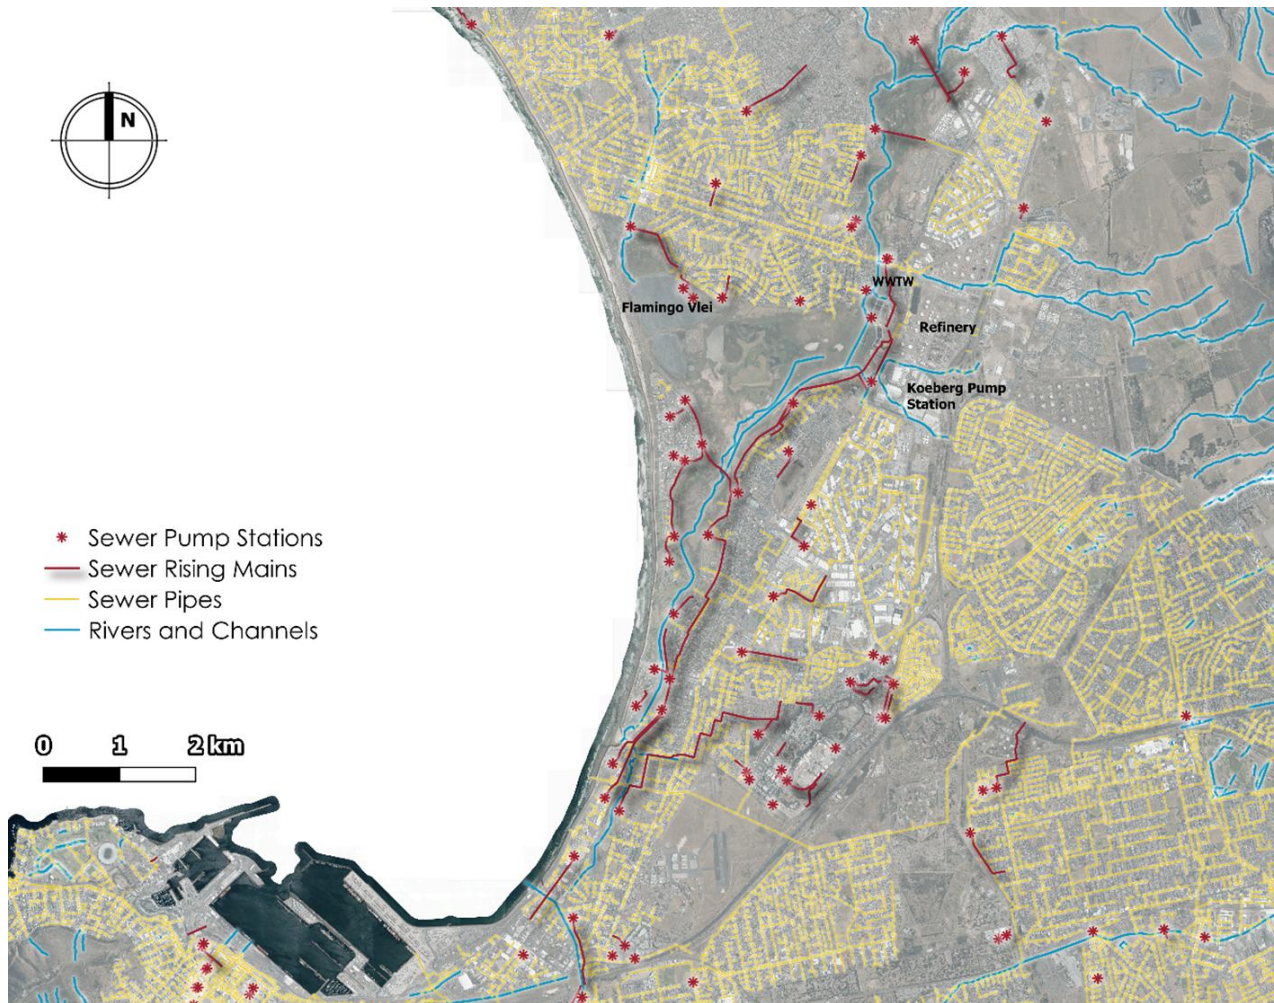 N
WWTW
Flamingo Vlei
Refinery
Koeberg Pump
Station
Sewer Pump Stations
Sewer Rising Mains
Sewer Pipes
Rivers and Channels
0 1 2 km